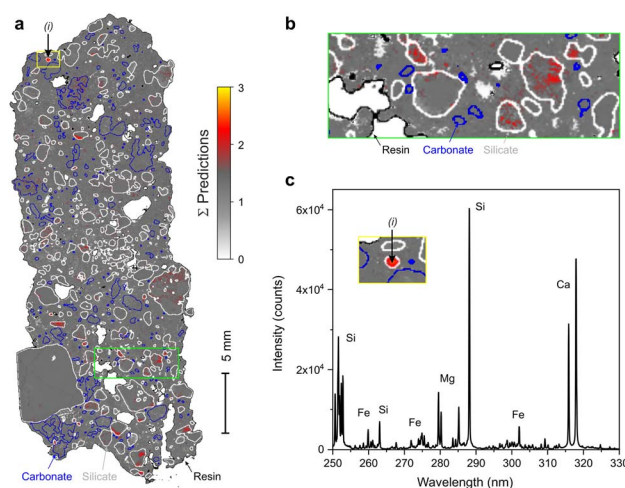 a
(i)
3
2
1
0
Σ Predictions
5 mm
Carbonate
Silicate
Resin
b
Resin
Carbonate
Silicate
c
6x10⁴
4x10⁴
2x10⁴
0
Intensity (counts)
(i)
Si
Si
Ca
Mg
Fe
Si
Fe
Fe
250 260 270 280 290 300 310 320 330
Wavelength (nm)